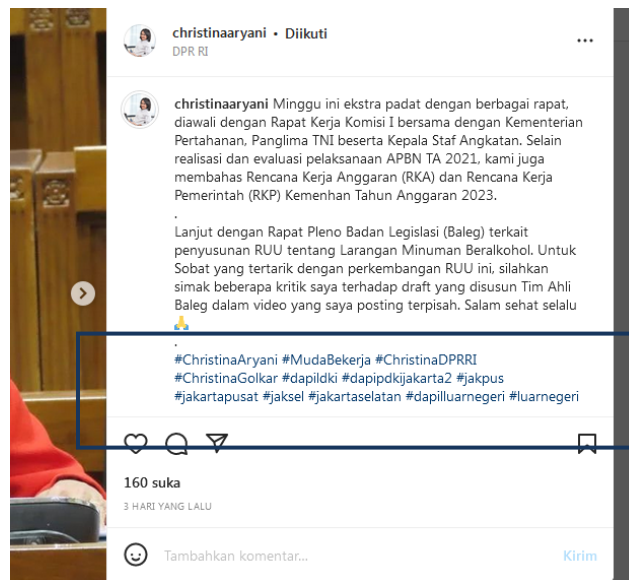 christinaaryani • Diikuti
DPR RI
christinaaryani Minggu ini ekstra padat dengan berbagai rapat,
diawali dengan Rapat Kerja Komisi I bersama dengan Kementerian
Pertahanan, Panglima TNI beserta Kepala Staf Angkatan. Selain
realisasi dan evaluasi pelaksanaan APBN TA 2021, kami juga
membahas Rencana Kerja Anggaran (RKA) dan Rencana Kerja
Pemerintah (RKP) Kemenhan Tahun Anggaran 2023.
.
Lanjut dengan Rapat Pleno Badan Legislasi (Baleg) terkait
penyusunan RUU tentang Larangan Minuman Beralkohol. Untuk
Sobat yang tertarik dengan perkembangan RUU ini, silahkan
simak beberapa kritik saya terhadap draft yang disusun Tim Ahli
Baleg dalam video yang saya posting terpisah. Salam sehat selalu
🙏
.
#ChristinaAryani #MudaBekerja #ChristinaDPRRI
#ChristinaGolkar #dapildki #dapipdkijakarta2 #jakpus
#jakartapusat #jaksel #jakartaselatan #dapilluarnegeri #luarnegeri
160 suka
3 HARI YANG LALU
Tambahkan komentar... Kirim